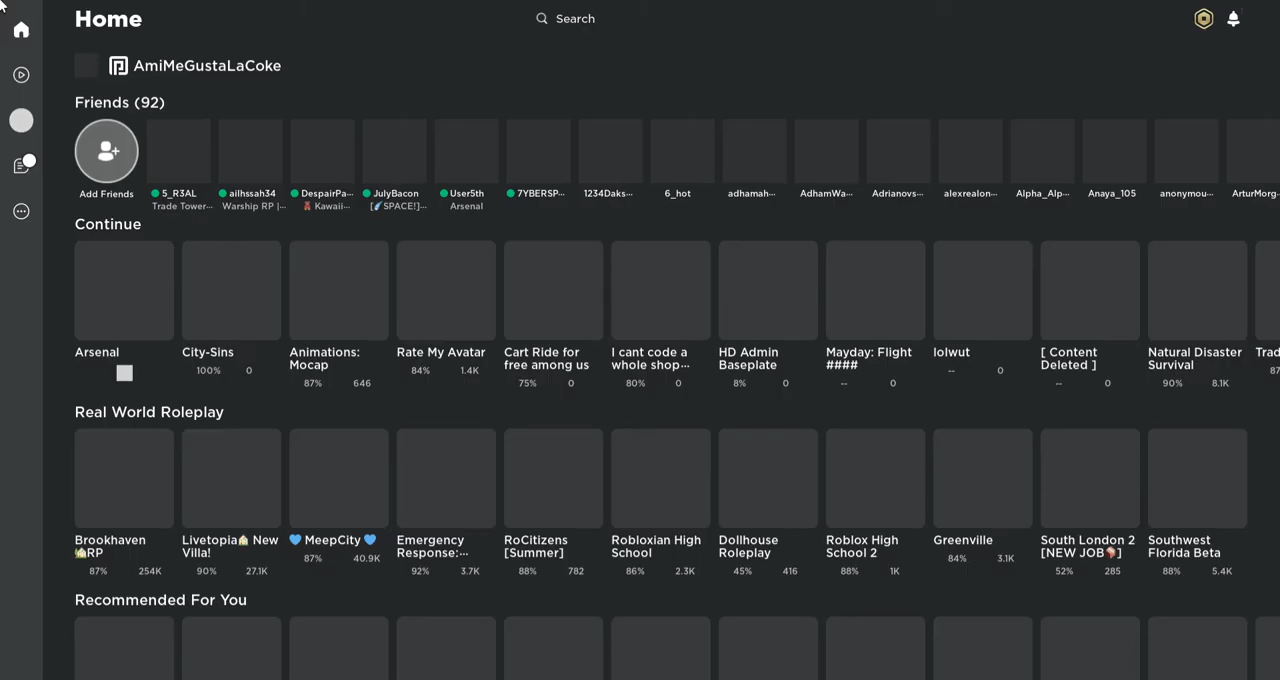 Home
Search
AmiMeGustaLaCoke
Friends (92)
Add Friends
5_R3AL
Trade Tower···
ailhssah34
Warship RP |···
DespairPa···
🧸 Kawaii···
JulyBacon
[🚀SPACE!]···
User5th
Arsenal
7YBERSP···
1234Daks···
6_hot
adhamah···
AdhamWa···
Adrianovs···
alexrealon···
Alpha_Alp···
Anaya_105
anonymou···
ArturMorg
Continue
Arsenal
City-Sins
100% 0
Animations:
Mocap
87% 646
Rate My Avatar
84% 1.4K
Cart Ride for
free among us
75% 0
I cant code a
whole shop···
80% 0
HD Admin
Baseplate
8% 0
Mayday: Flight
####
-- 0
lolwut
-- 0
[ Content
Deleted ]
-- 0
Natural Disaster
Survival
90% 8.1K
Trad
87
Real World Roleplay
Brookhaven
🏡RP
87% 254K
Livetopia🏠 New
Villa!
90% 27.1K
💙 MeepCity 💙
87% 40.9K
Emergency
Response:···
92% 3.7K
RoCitizens
[Summer]
88% 782
Robloxian High
School
86% 2.3K
Dollhouse
Roleplay
45% 416
Roblox High
School 2
88% 1K
Greenville
84% 3.1K
South London 2
[NEW JOB🥊]
52% 285
Southwest
Florida Beta
88% 5.4K
Recommended For You